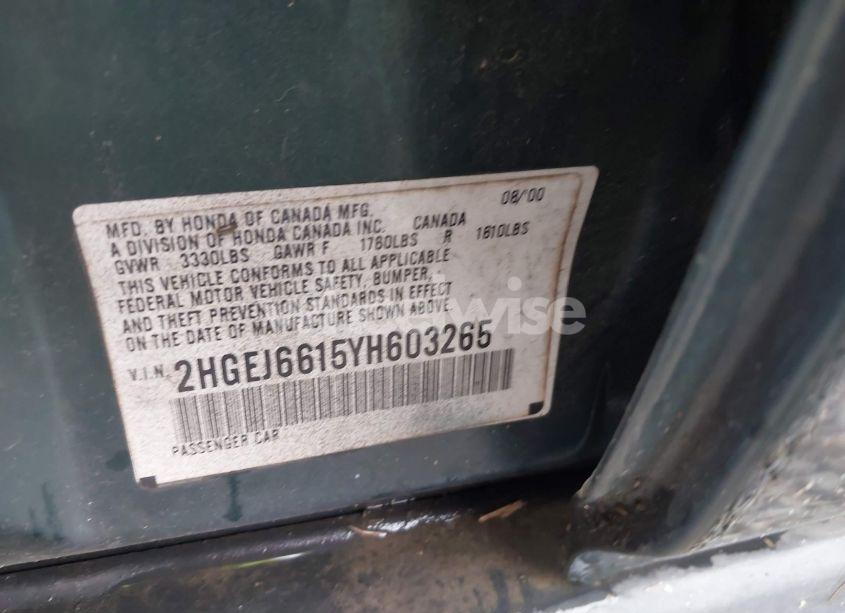 08/00
MFD. BY HONDA OF CANADA MFG.
A DIVISION OF HONDA CANADA INC. CANADA
GVWR 3330LBS GAWR F 1760LBS R 1610LBS
THIS VEHICLE CONFORMS TO ALL APPLICABLE
FEDERAL MOTOR VEHICLE SAFETY, BUMPER,
AND THEFT PREVENTION STANDARDS IN EFFECT
ON THE DATE OF MANUFACTURE SHOWN ABOVE.
V.I.N. 2HGEJ6615YH603265
PASSENGER CAR